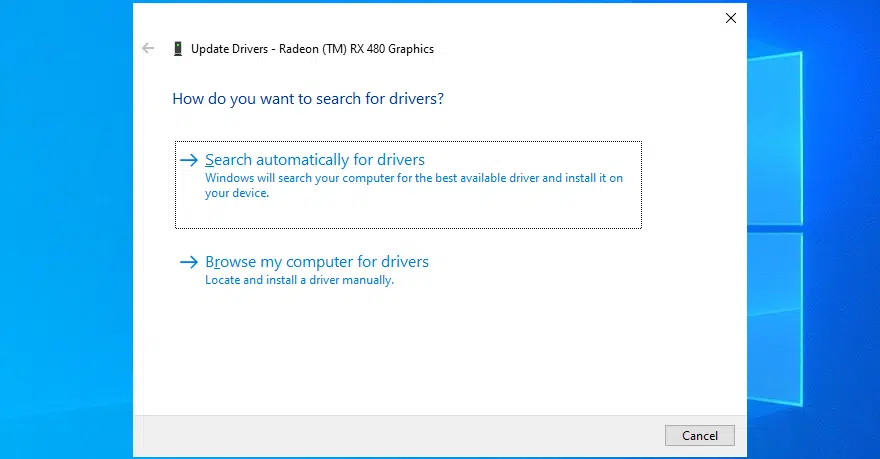 Update Drivers - Radeon (TM) RX 480 Graphics
How do you want to search for drivers?
Search automatically for drivers
Windows will search your computer for the best available driver and install it on
your device.
Browse my computer for drivers
Locate and install a driver manually.
Cancel